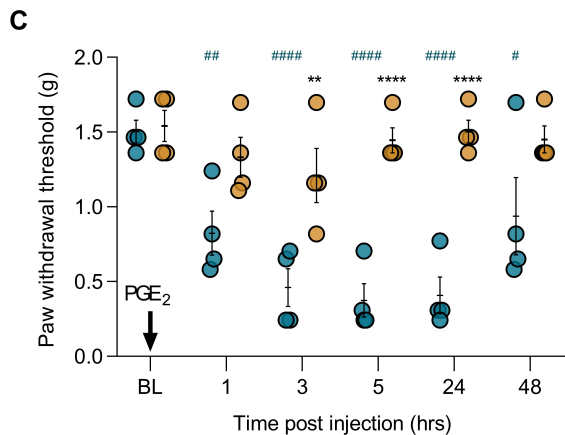 C
## #### #### #### #
** **** ****
Paw withdrawal threshold (g)
2.0
1.5
1.0
0.5
0.0
PGE₂
BL 1 3 5 24 48
Time post injection (hrs)